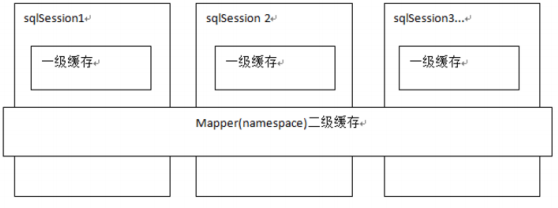 sqlSession1
sqlSession 2
sqlSession3...
一级缓存
一级缓存
一级缓存
Mapper(namespace)二级缓存